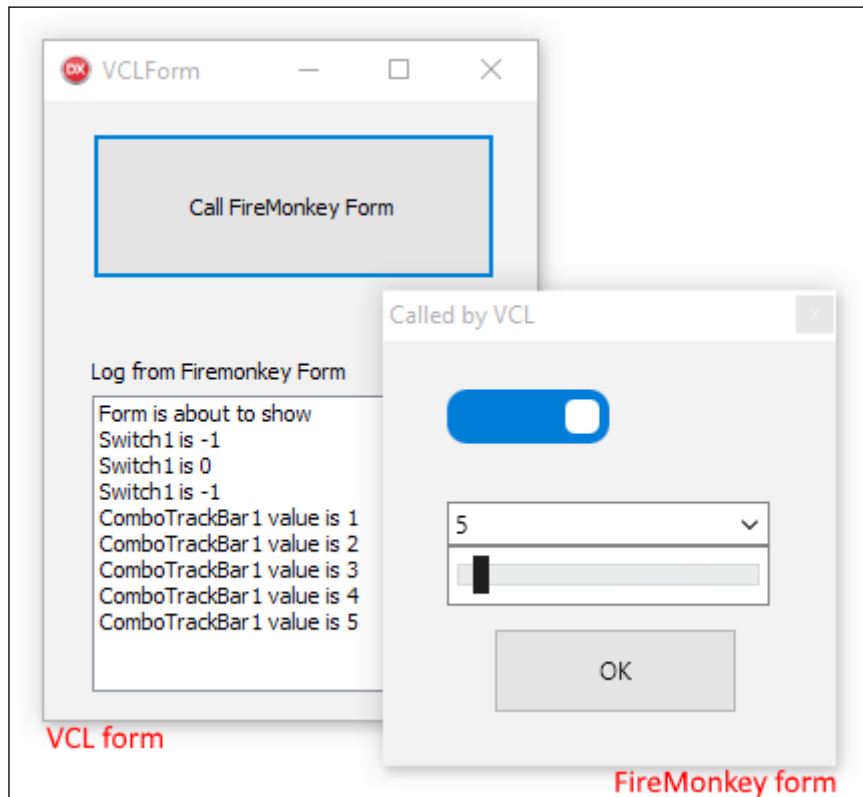 DX VCLForm
Call FireMonkey Form
Called by VCL
Log from Firemonkey Form
Form is about to show
Switch1 is -1
Switch1 is 0
Switch1 is -1
ComboTrackBar1 value is 1
ComboTrackBar1 value is 2
ComboTrackBar1 value is 3
ComboTrackBar1 value is 4
ComboTrackBar1 value is 5
5
OK
VCL form
FireMonkey form